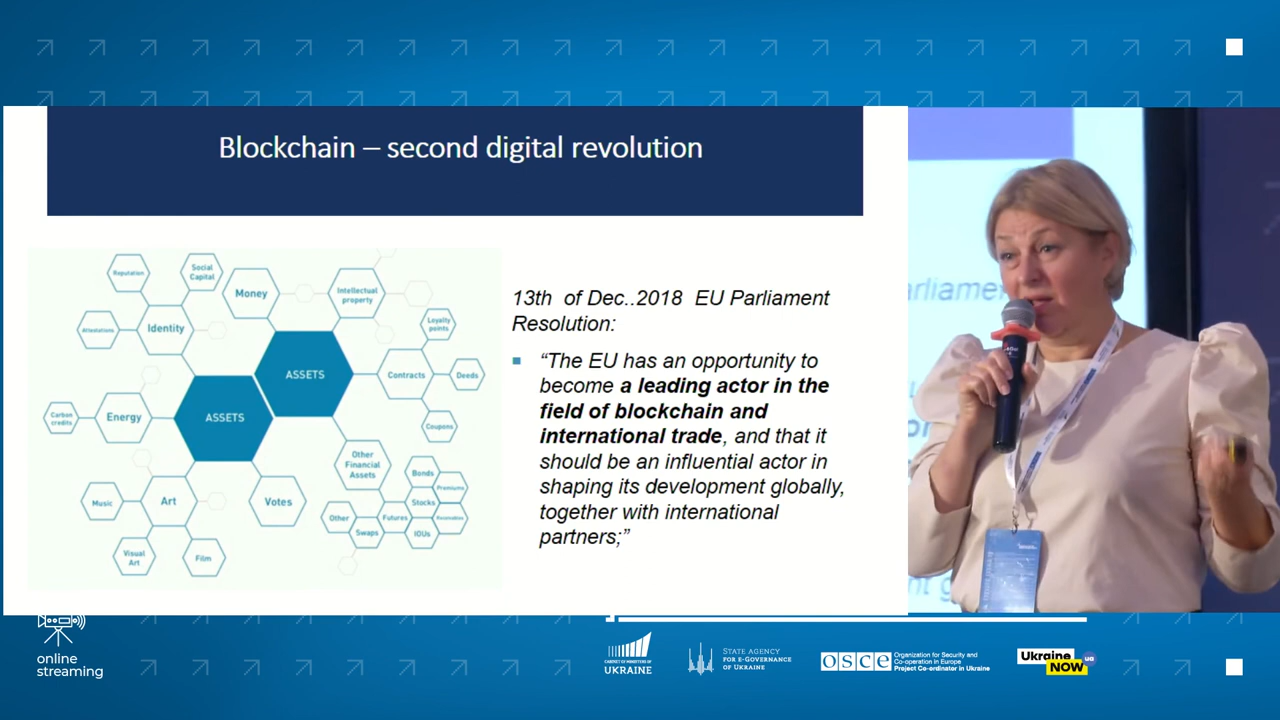 Blockchain – second digital revolution
Reputation
Social
Capital
Money
Intellectual
property
Attestations
Identity
Loyalty
points
ASSETS
Contracts
Deeds
Carbon
credits
Energy
ASSETS
Coupons
Other
Financial
Assets
Bonds
Premiums
Music
Art
Votes
Stocks
Other
Futures
Swaps
IOUs
Visual
Art
Film
13th of Dec..2018 EU Parliament
Resolution:
“The EU has an opportunity to
become a leading actor in the
field of blockchain and
international trade, and that it
should be an influential actor in
shaping its development globally,
together with international
partners;”
online
streaming
CABINET OF MINISTERS OF
UKRAINE
STATE AGENCY
FOR E-GOVERNANCE
OF UKRAINE
osce
Organization for Security and
Co-operation in Europe
Project Co-ordinator in Ukraine
Ukraine
NOW
ua